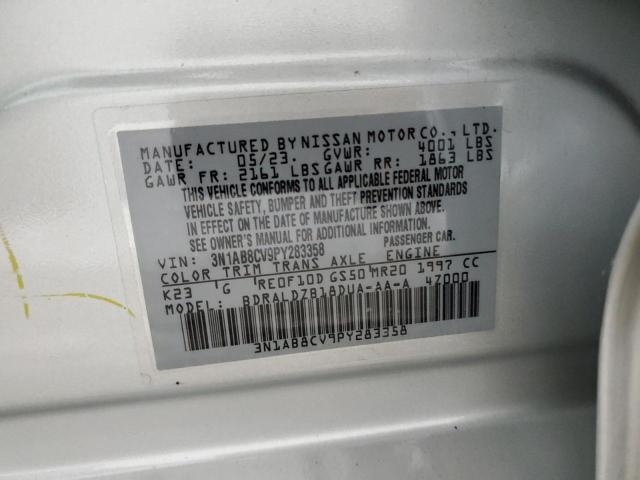 MANUFACTURED BY NISSAN MOTOR CO., LTD.
DATE: 05/23. GVWR: 4001 LBS
GAWR FR: 2161 LBS GAWR RR: 1863 LBS
THIS VEHICLE CONFORMS TO ALL APPLICABLE FEDERAL MOTOR
VEHICLE SAFETY, BUMPER AND THEFT PREVENTION STANDARDS
IN EFFECT ON THE DATE OF MANUFACTURE SHOWN ABOVE.
SEE OWNER'S MANUAL FOR ADDITIONAL INFORMATION.
VIN: 3N1AB8CV9PY283358 PASSENGER CAR.
COLOR TRIM TRANS AXLE ENGINE
K23 G RE0F10D GS50 MR20 1997 CC
MODEL: BDRALDZB18DUA-AA-A 4Z000
3N1AB8CV9PY283358